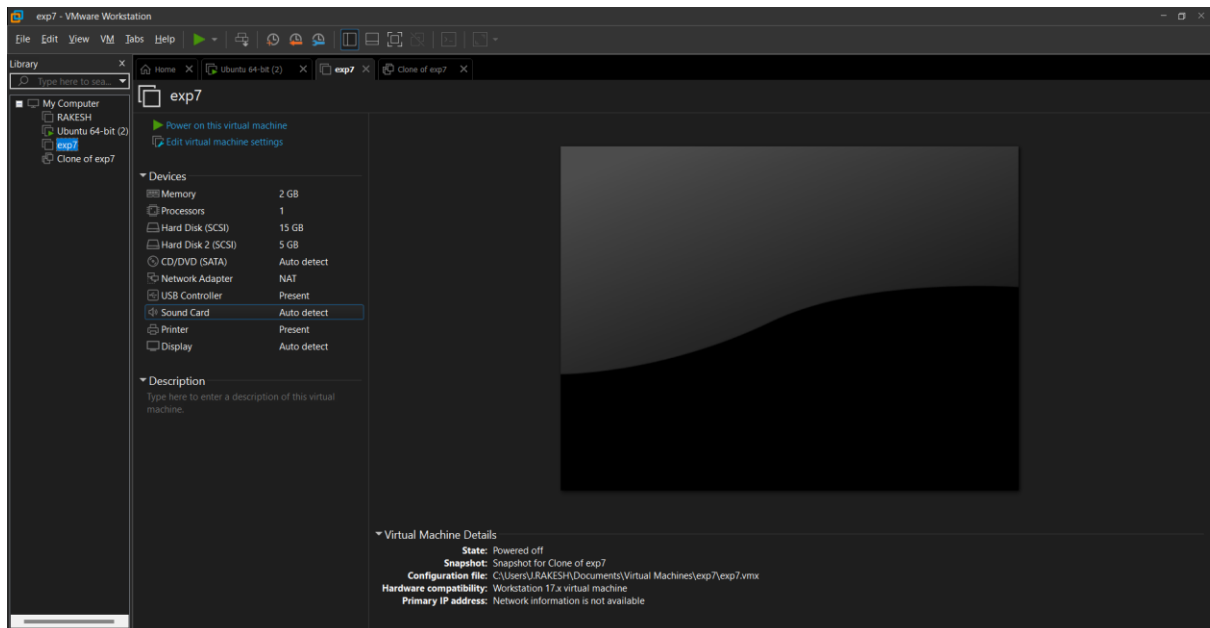 exp7 - VMware Workstation
File Edit View VM Tabs Help
Library X
Type here to sea...
My Computer
RAKESH
Ubuntu 64-bit (2)
exp7
Clone of exp7
Home Ubuntu 64-bit (2) exp7 Clone of exp7
exp7
Power on this virtual machine
Edit virtual machine settings
Devices
Memory 2 GB
Processors 1
Hard Disk (SCSI) 15 GB
Hard Disk 2 (SCSI) 5 GB
CD/DVD (SATA) Auto detect
Network Adapter NAT
USB Controller Present
Sound Card Auto detect
Printer Present
Display Auto detect
Description
Type here to enter a description of this virtual
machine.
Virtual Machine Details
State: Powered off
Snapshot: Snapshot for Clone of exp7
Configuration file: C:\Users\J.RAKESH\Documents\Virtual Machines\exp7\exp7.vmx
Hardware compatibility: Workstation 17.x virtual machine
Primary IP address: Network information is not available